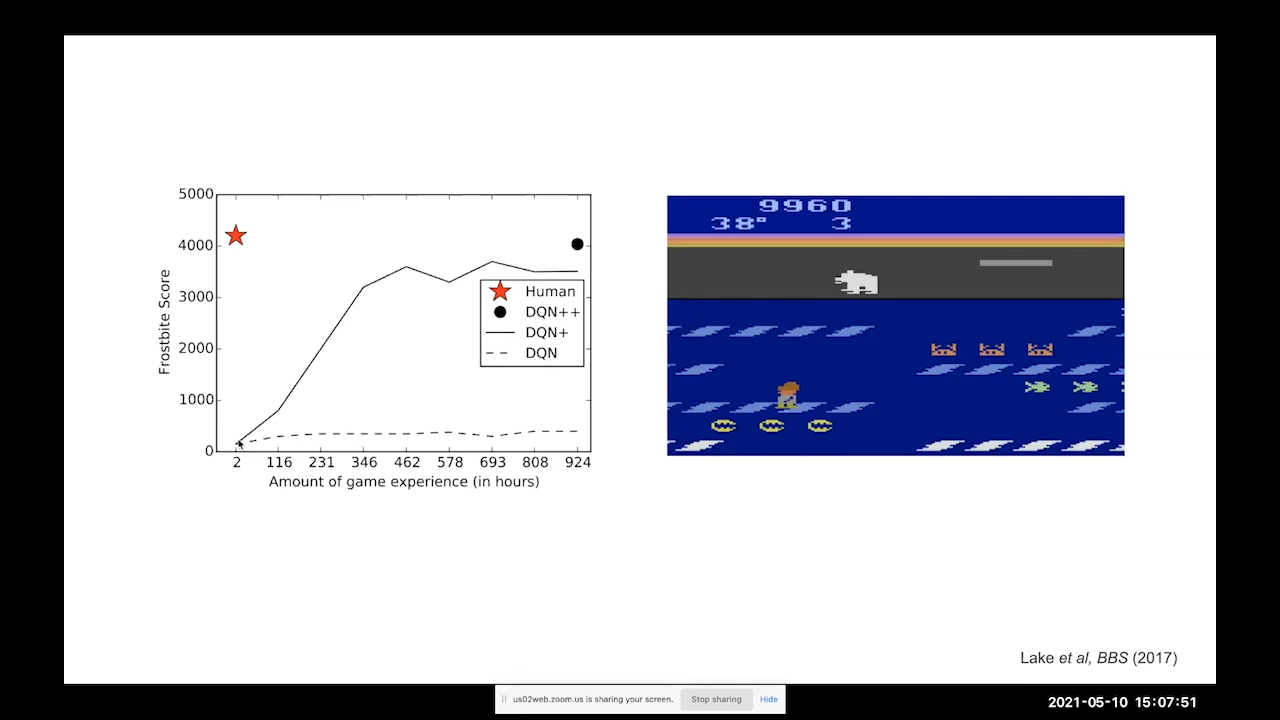 5000
4000
3000
2000
1000
0
Frostbite Score
2 116 231 346 462 578 693 808 924
Amount of game experience (in hours)
Human
DQN++
DQN+
DQN
9960
38° 3
Lake et al, BBS (2017)
us02web.zoom.us is sharing your screen. Stop sharing Hide
2021-05-10 15:07:51